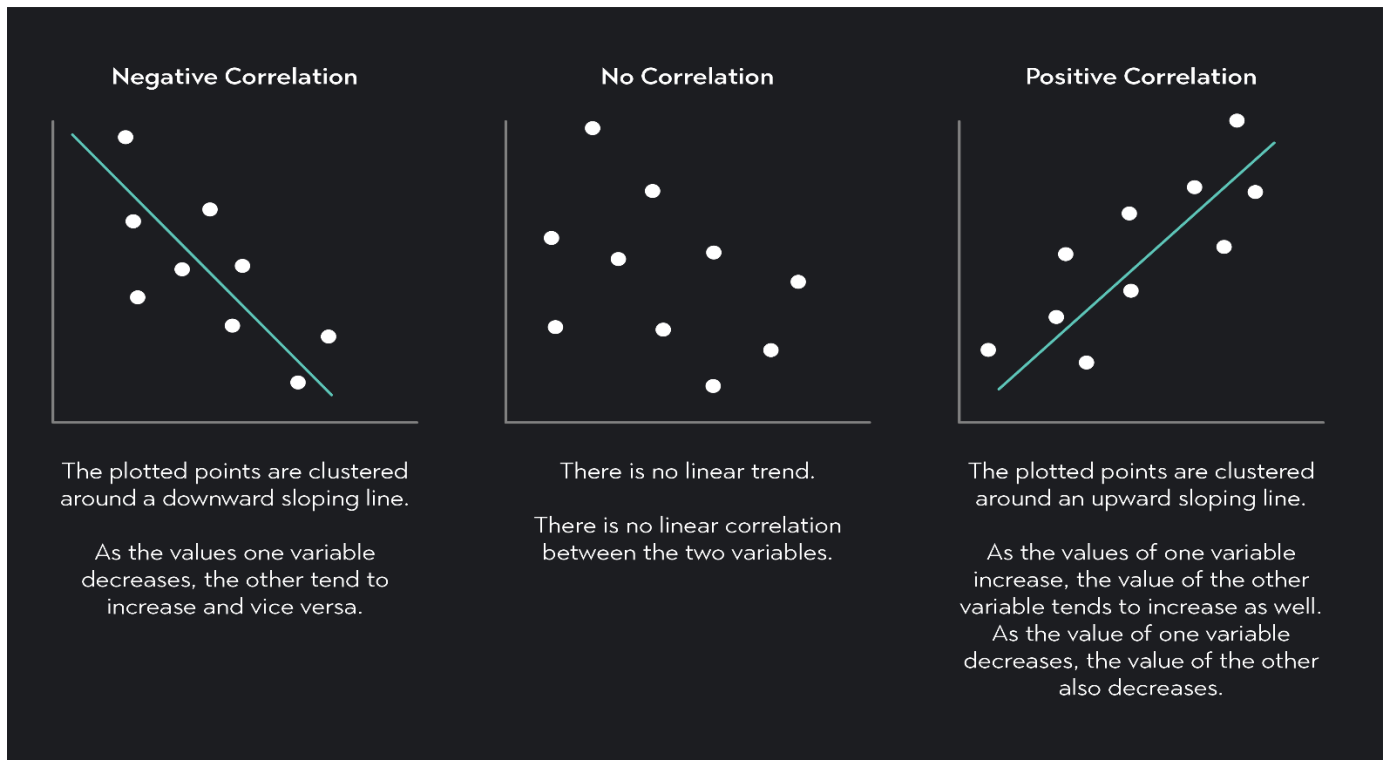 Negative Correlation
The plotted points are clustered
around a downward sloping line.
As the values one variable
decreases, the other tend to
increase and vice versa.
No Correlation
There is no linear trend.
There is no linear correlation
between the two variables.
Positive Correlation
The plotted points are clustered
around an upward sloping line.
As the values of one variable
increase, the value of the other
variable tends to increase as well.
As the value of one variable
decreases, the value of the other
also decreases.